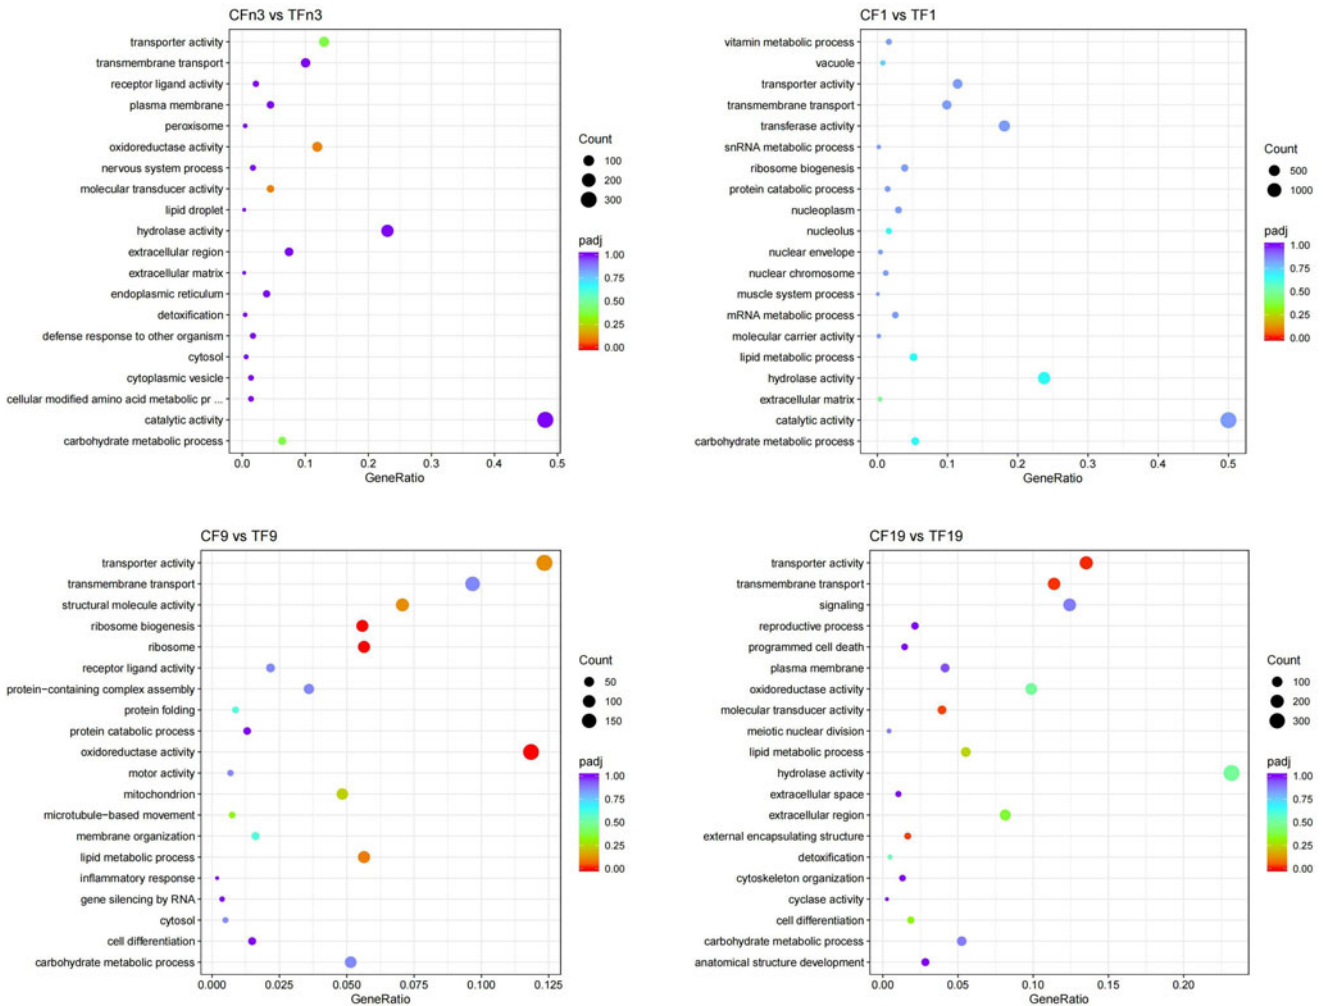 CFn3 vs TFn3
transporter activity
transmembrane transport
receptor ligand activity
plasma membrane
peroxisome
oxidoreductase activity
nervous system process
molecular transducer activity
lipid droplet
hydrolase activity
extracellular region
extracellular matrix
endoplasmic reticulum
detoxification
defense response to other organism
cytosol
cytoplasmic vesicle
cellular modified amino acid metabolic pr ...
catalytic activity
carbohydrate metabolic process
0.0 0.1 0.2 0.3 0.4 0.5
GeneRatio
Count
100
200
300
padj
1.00
0.75
0.50
0.25
0.00
CF1 vs TF1
vitamin metabolic process
vacuole
transporter activity
transmembrane transport
transferase activity
snRNA metabolic process
ribosome biogenesis
protein catabolic process
nucleoplasm
nucleolus
nuclear envelope
nuclear chromosome
muscle system process
mRNA metabolic process
molecular carrier activity
lipid metabolic process
hydrolase activity
extracellular matrix
catalytic activity
carbohydrate metabolic process
0.0 0.1 0.2 0.3 0.4 0.5
GeneRatio
Count
500
1000
padj
1.00
0.75
0.50
0.25
0.00
CF9 vs TF9
transporter activity
transmembrane transport
structural molecule activity
ribosome biogenesis
ribosome
receptor ligand activity
protein−containing complex assembly
protein folding
protein catabolic process
oxidoreductase activity
motor activity
mitochondrion
microtubule−based movement
membrane organization
lipid metabolic process
inflammatory response
gene silencing by RNA
cytosol
cell differentiation
carbohydrate metabolic process
0.000 0.025 0.050 0.075 0.100 0.125
GeneRatio
Count
50
100
150
padj
1.00
0.75
0.50
0.25
0.00
CF19 vs TF19
transporter activity
transmembrane transport
signaling
reproductive process
programmed cell death
plasma membrane
oxidoreductase activity
molecular transducer activity
meiotic nuclear division
lipid metabolic process
hydrolase activity
extracellular space
extracellular region
external encapsulating structure
detoxification
cytoskeleton organization
cyclase activity
cell differentiation
carbohydrate metabolic process
anatomical structure development
0.00 0.05 0.10 0.15 0.20
GeneRatio
Count
100
200
300
padj
1.00
0.75
0.50
0.25
0.00